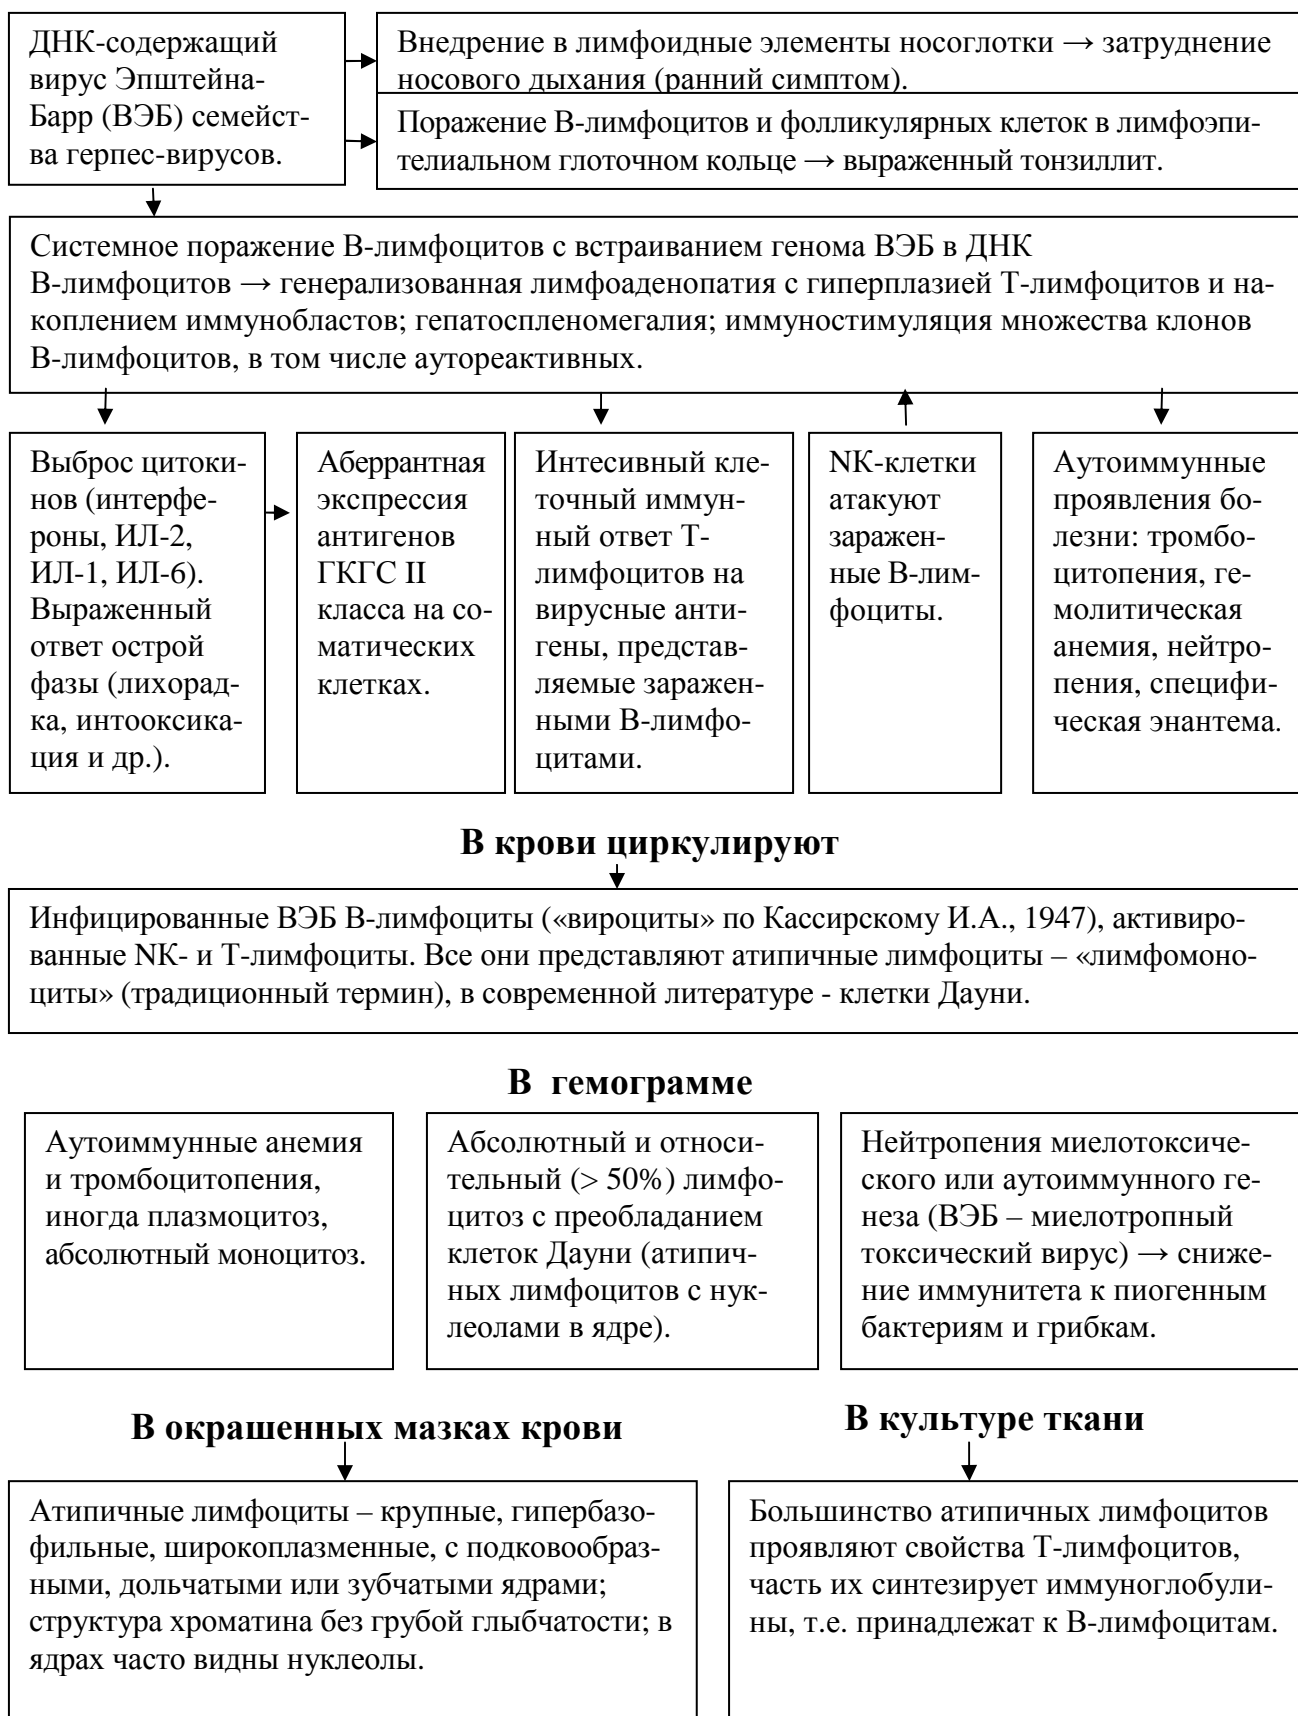 ДНК-содержащий
вирус Эпштейна-
Барр (ВЭБ) семейст-
ва герпес-вирусов.
Внедрение в лимфоидные элементы носоглотки → затруднение
носового дыхания (ранний симптом).
Поражение В-лимфоцитов и фолликулярных клеток в лимфоэпи-
телиальном глоточном кольце → выраженный тонзиллит.
Системное поражение В-лимфоцитов с встраиванием генома ВЭБ в ДНК
В-лимфоцитов → генерализованная лимфоаденопатия с гиперплазией Т-лимфоцитов и на-
коплением иммунобластов; гепатоспленомегалия; иммуностимуляция множества клонов
В-лимфоцитов, в том числе аутореактивных.
Выброс цитоки-
нов (интерфе-
роны, ИЛ-2,
ИЛ-1, ИЛ-6).
Выраженный
ответ острой
фазы (лихорад-
ка, интооксика-
ция и др.).
Аберрантная
экспрессия
антигенов
ГКГС II
класса на со-
матических
клетках.
Интесивный кле-
точный иммун-
ный ответ Т-
лимфоцитов на
вирусные анти-
гены, представ-
ляемые заражен-
ными В-лимфо-
цитами.
NK-клетки
атакуют
заражен-
ные В-лим-
фоциты.
Аутоиммунные
проявления бо-
лезни: тромбо-
цитопения, ге-
молитическая
анемия, нейтро-
пения, специфи-
ческая энантема.
В крови циркулируют
Инфицированные ВЭБ В-лимфоциты («вироциты» по Кассирскому И.А., 1947), активиро-
ванные NK- и Т-лимфоциты. Все они представляют атипичные лимфоциты – «лимфомоно-
циты» (традиционный термин), в современной литературе - клетки Дауни.
В гемограмме
Аутоиммунные анемия
и тромбоцитопения,
иногда плазмоцитоз,
абсолютный моноцитоз.
Абсолютный и относи-
тельный (> 50%) лимфо-
цитоз с преобладанием
клеток Дауни (атипич-
ных лимфоцитов с нук-
леолами в ядре).
Нейтропения миелотоксиче-
ского или аутоиммунного ге-
неза (ВЭБ – миелотропный
токсический вирус) → сниже-
ние иммунитета к пиогенным
бактериям и грибкам.
В окрашенных мазках крови
Атипичные лимфоциты – крупные, гипербазо-
фильные, широкоплазменные, с подковообраз-
ными, дольчатыми или зубчатыми ядрами;
структура хроматина без грубой глыбчатости; в
ядрах часто видны нуклеолы.
В культуре ткани
Большинство атипичных лимфоцитов
проявляют свойства Т-лимфоцитов,
часть их синтезирует иммуноглобули-
ны, т.е. принадлежат к В-лимфоцитам.